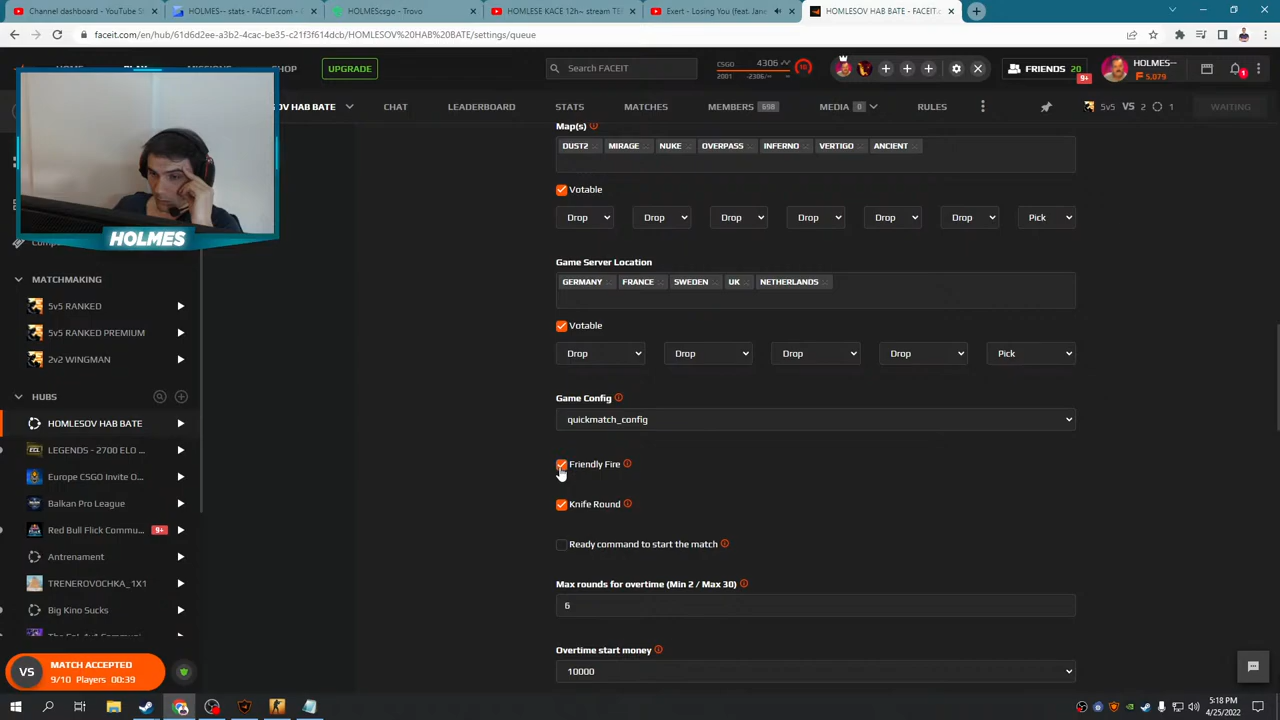 Channel dashboard - YouTube S
HOLMES-- stats - FACEIT.com - F
HOLMEScsgo - Trovo
HOMLESE KACE 12h~ stream TE
Exert - Losing You (feat. Jane
HOMLESOV HAB BATE - FACEIT.c
faceit.com/en/hub/61d6d2ee-a3b2-4cac-be35-c21f3f614dcb/HOMLESOV%20HAB%20BATE/settings/queue
SHOP
UPGRADE
Search FACEIT
CSGO 4306
2001 -2306/-
10
FRIENDS 20
9+
HOLMES--
5,079
1
HAB BATE
CHAT
LEADERBOARD
STATS
MATCHES
MEMBERS 698
MEDIA 0
RULES
5v5 VS 2 1
WAITING
HOLMES
MATCHMAKING
5v5 RANKED
5v5 RANKED PREMIUM
2v2 WINGMAN
HUBS
HOMLESOV HAB BATE
LEGENDS - 2700 ELO ...
Europe CSGO Invite O...
Balkan Pro League
Red Bull Flick Commu... 9+
Antrenament
TRENEROVOCHKA_1X1
Big Kino Sucks
VS
MATCH ACCEPTED
9/10 Players 00:39
Map(s)
DUST2 MIRAGE NUKE OVERPASS INFERNO VERTIGO ANCIENT
Votable
Drop Drop Drop Drop Drop Drop Pick
Game Server Location
GERMANY FRANCE SWEDEN UK NETHERLANDS
Votable
Drop Drop Drop Drop Pick
Game Config
quickmatch_config
Friendly Fire
Knife Round
Ready command to start the match
Max rounds for overtime (Min 2 / Max 30)
6
Overtime start money
10000
5:18 PM
4/25/2022